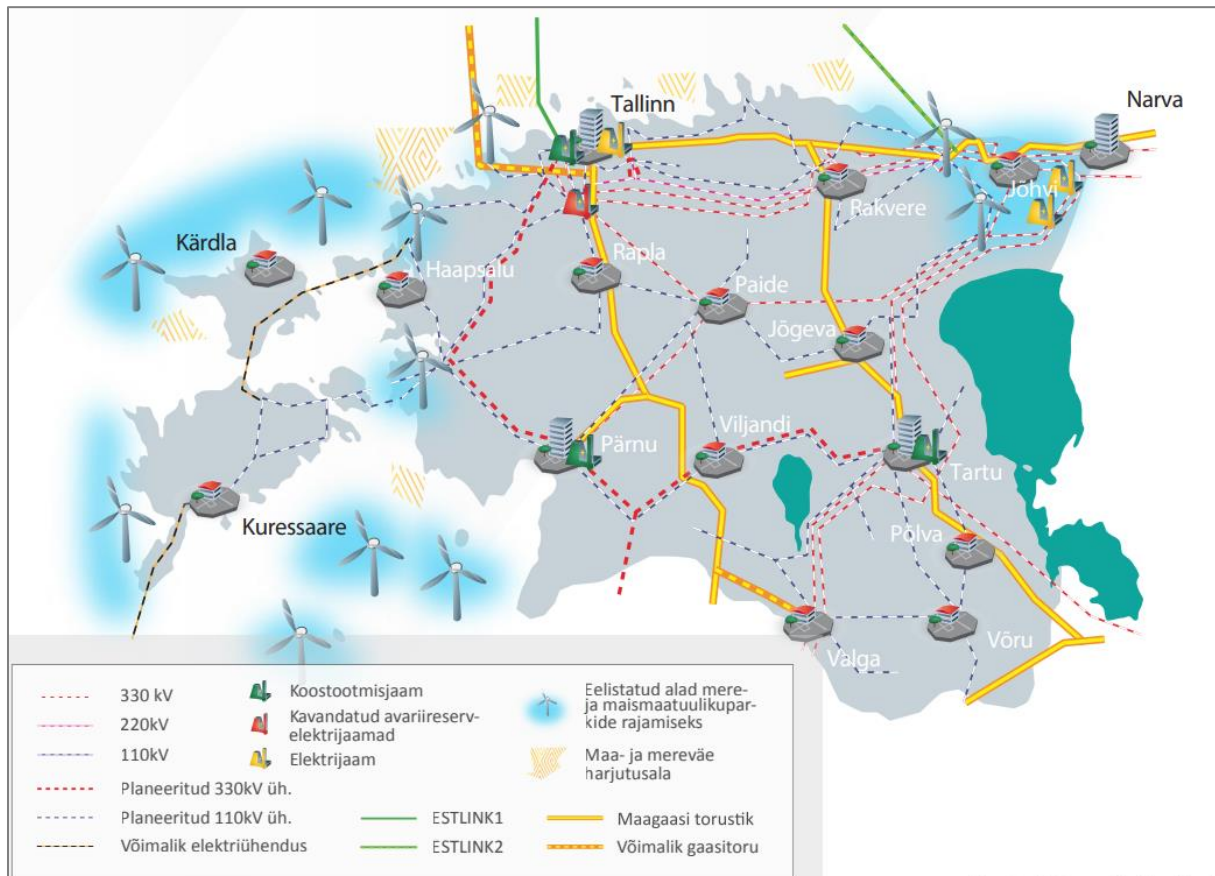 Tallinn
Narva
Jõhvi
Rakvere
Kärdla
Haapsalu
Rapla
Paide
Jõgeva
Pärnu
Viljandi
Tartu
Kuressaare
Põlva
Valga
Võru
330 kV
220kV
110kV
Planeeritud 330kV üh.
Planeeritud 110kV üh.
Võimalik elektriühendus
Koostootmisjaam
Kavandatud avariireserv-
elektrijaamad
Elektrijaam
ESTLINK1
ESTLINK2
Eelistatud alad mere-
ja maismaatuulikupar-
kide rajamiseks
Maa- ja mereväe
harjutusala
Maagaasi torustik
Võimalik gaasitoru